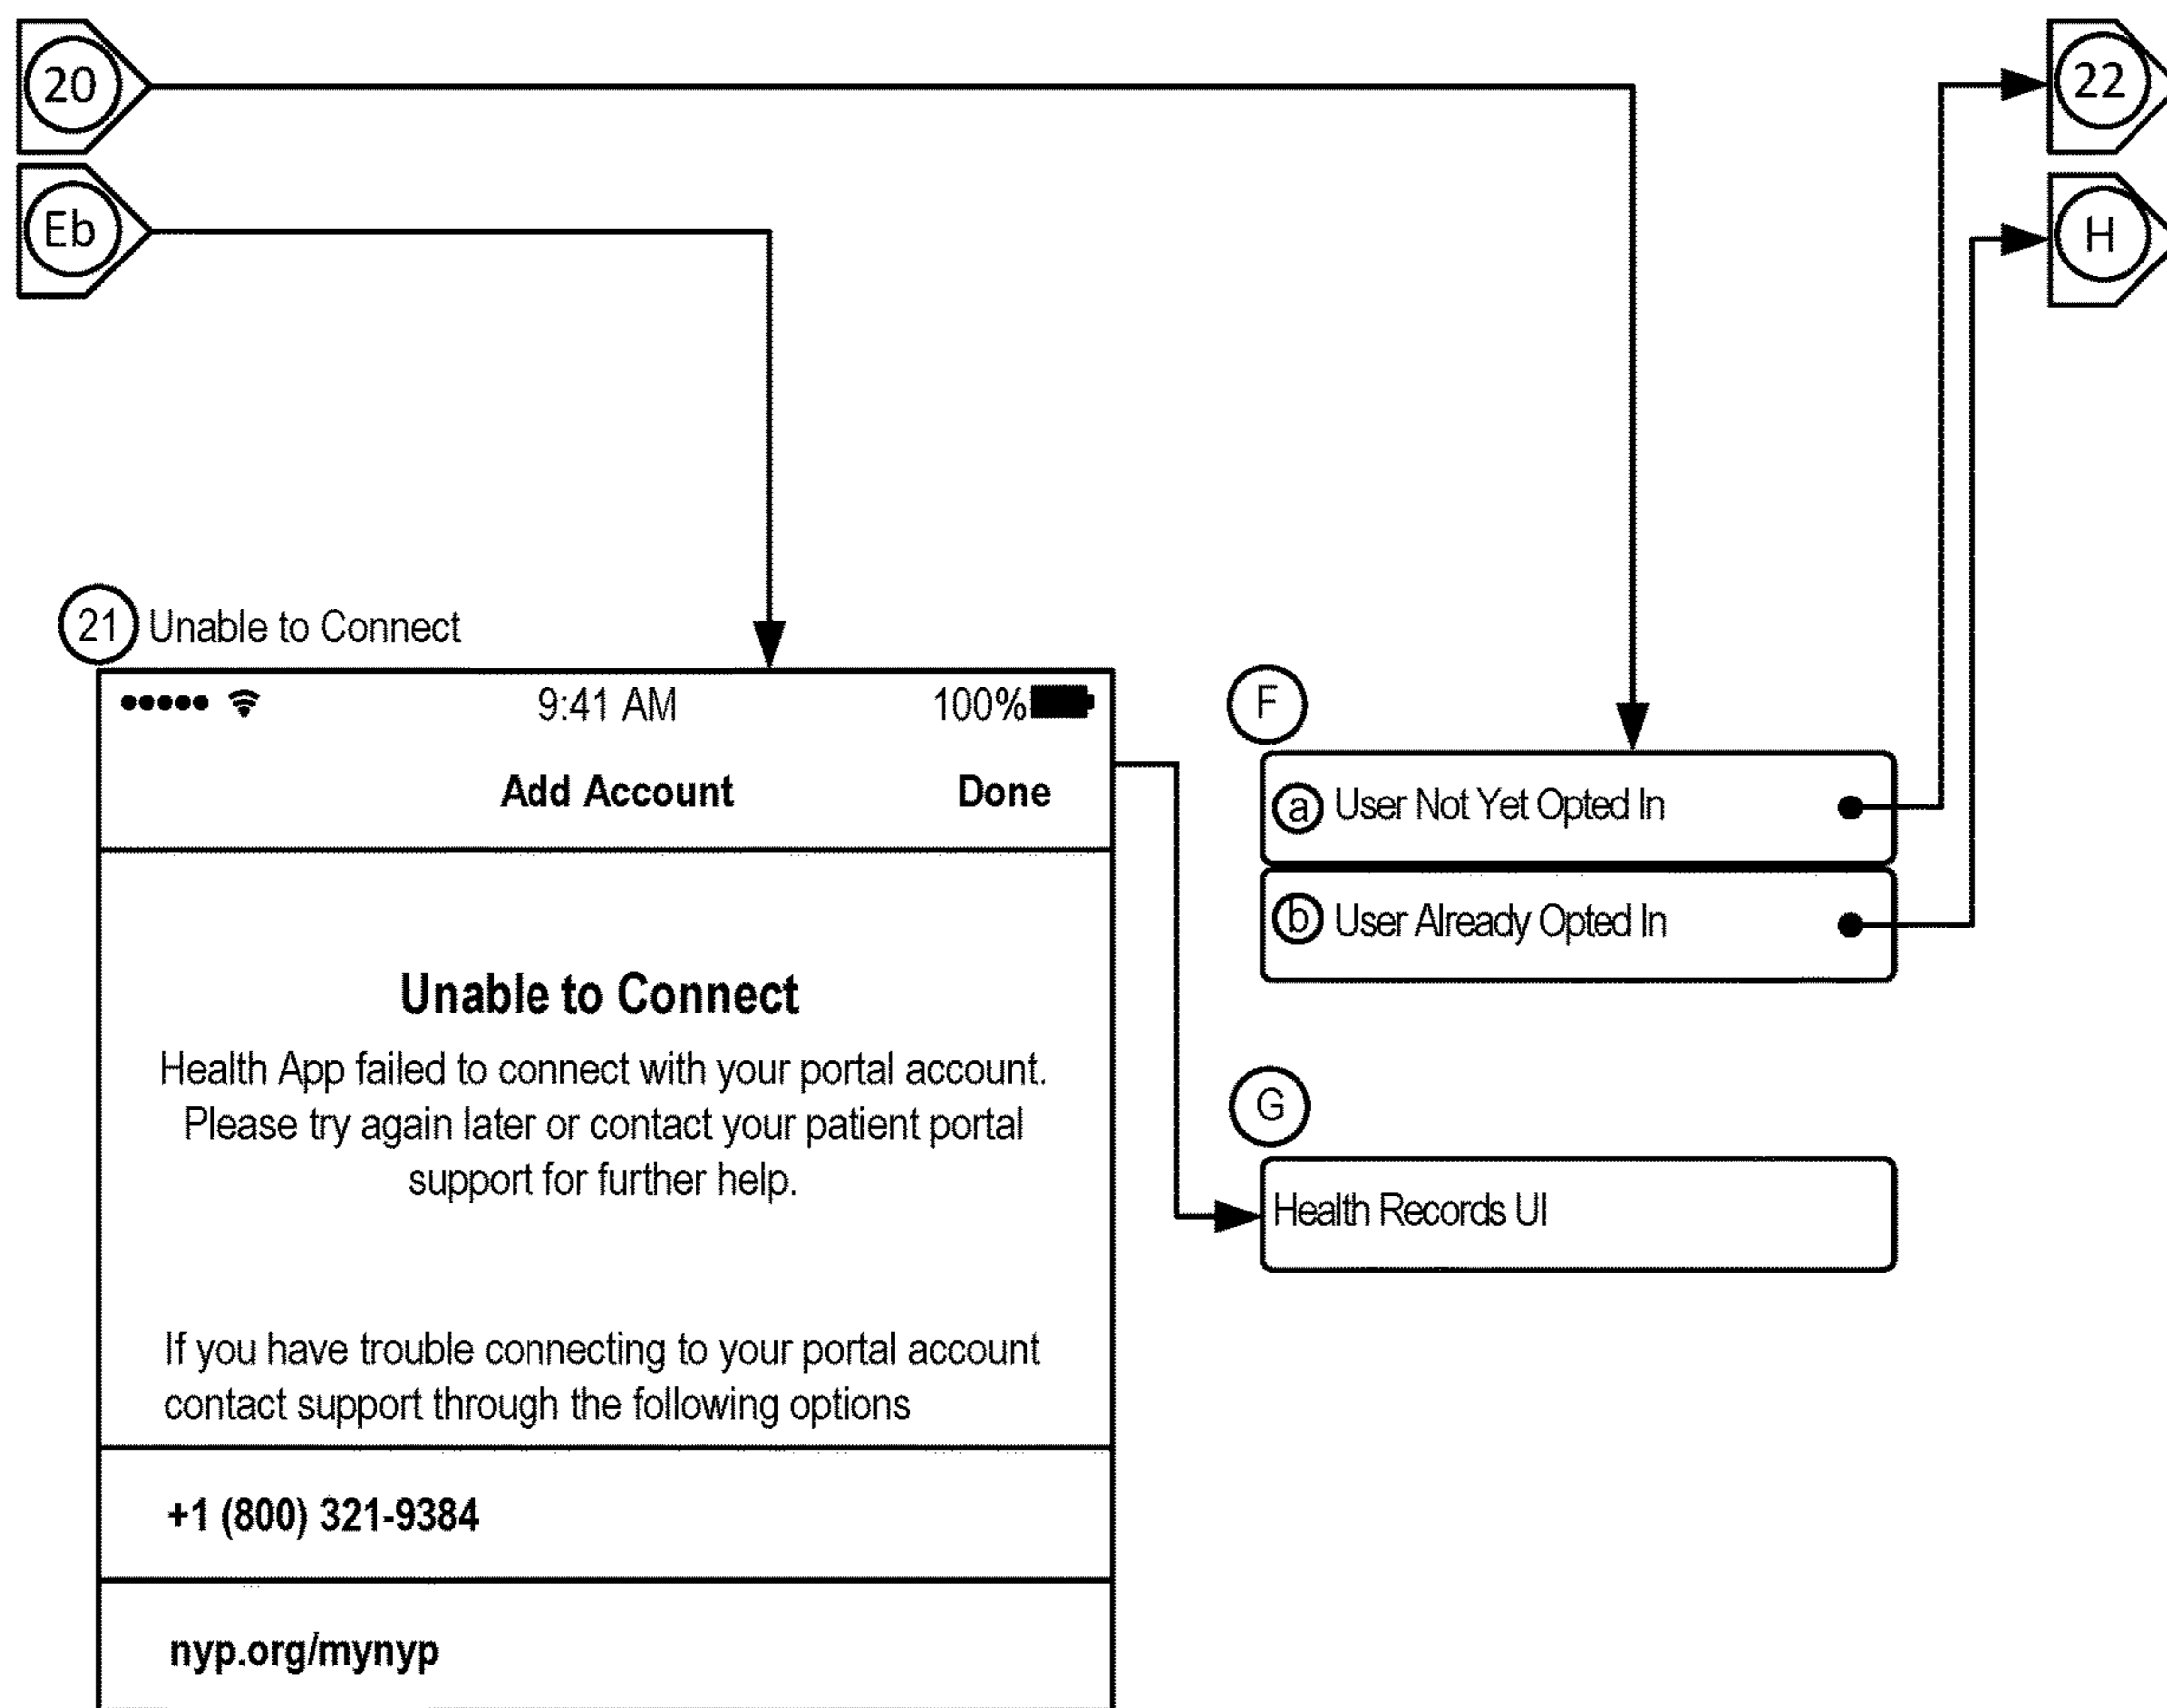 20
22
Eb
H
21 Unable to Connect
9:41 AM 100%
Add Account Done
Unable to Connect
Health App failed to connect with your portal account.
Please try again later or contact your patient portal
support for further help.
If you have trouble connecting to your portal account
contact support through the following options
+1 (800) 321-9384
nyp.org/mynyp
F
a User Not Yet Opted In
b User Already Opted In
G
Health Records UI